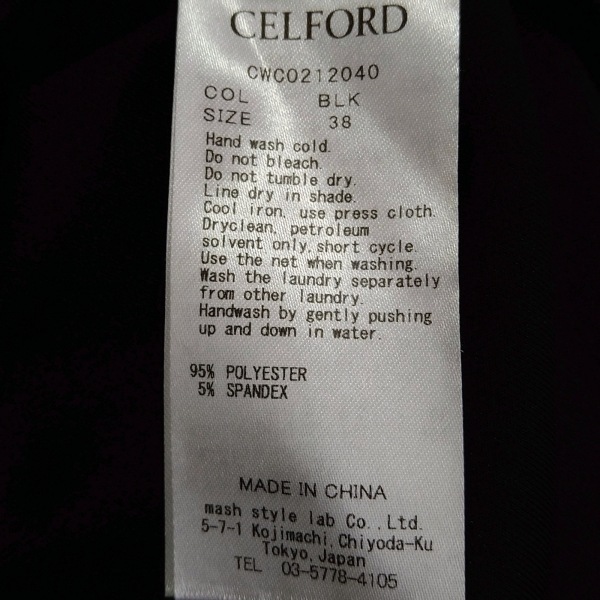 CELFORD
CWCO212040
COL BLK
SIZE 38
Hand wash cold.
Do not bleach.
Do not tumble dry.
Line dry in shade.
Cool iron, use press cloth.
Dryclean, petroleum
solvent only, short cycle.
Use the net when washing.
Wash the laundry separately
from other laundry.
Handwash by gently pushing
up and down in water.
95% POLYESTER
5% SPANDEX
MADE IN CHINA
mash style lab Co., Ltd.
5-7-1 Kojimachi, Chiyoda-Ku
Tokyo, Japan
TEL 03-5778-4105